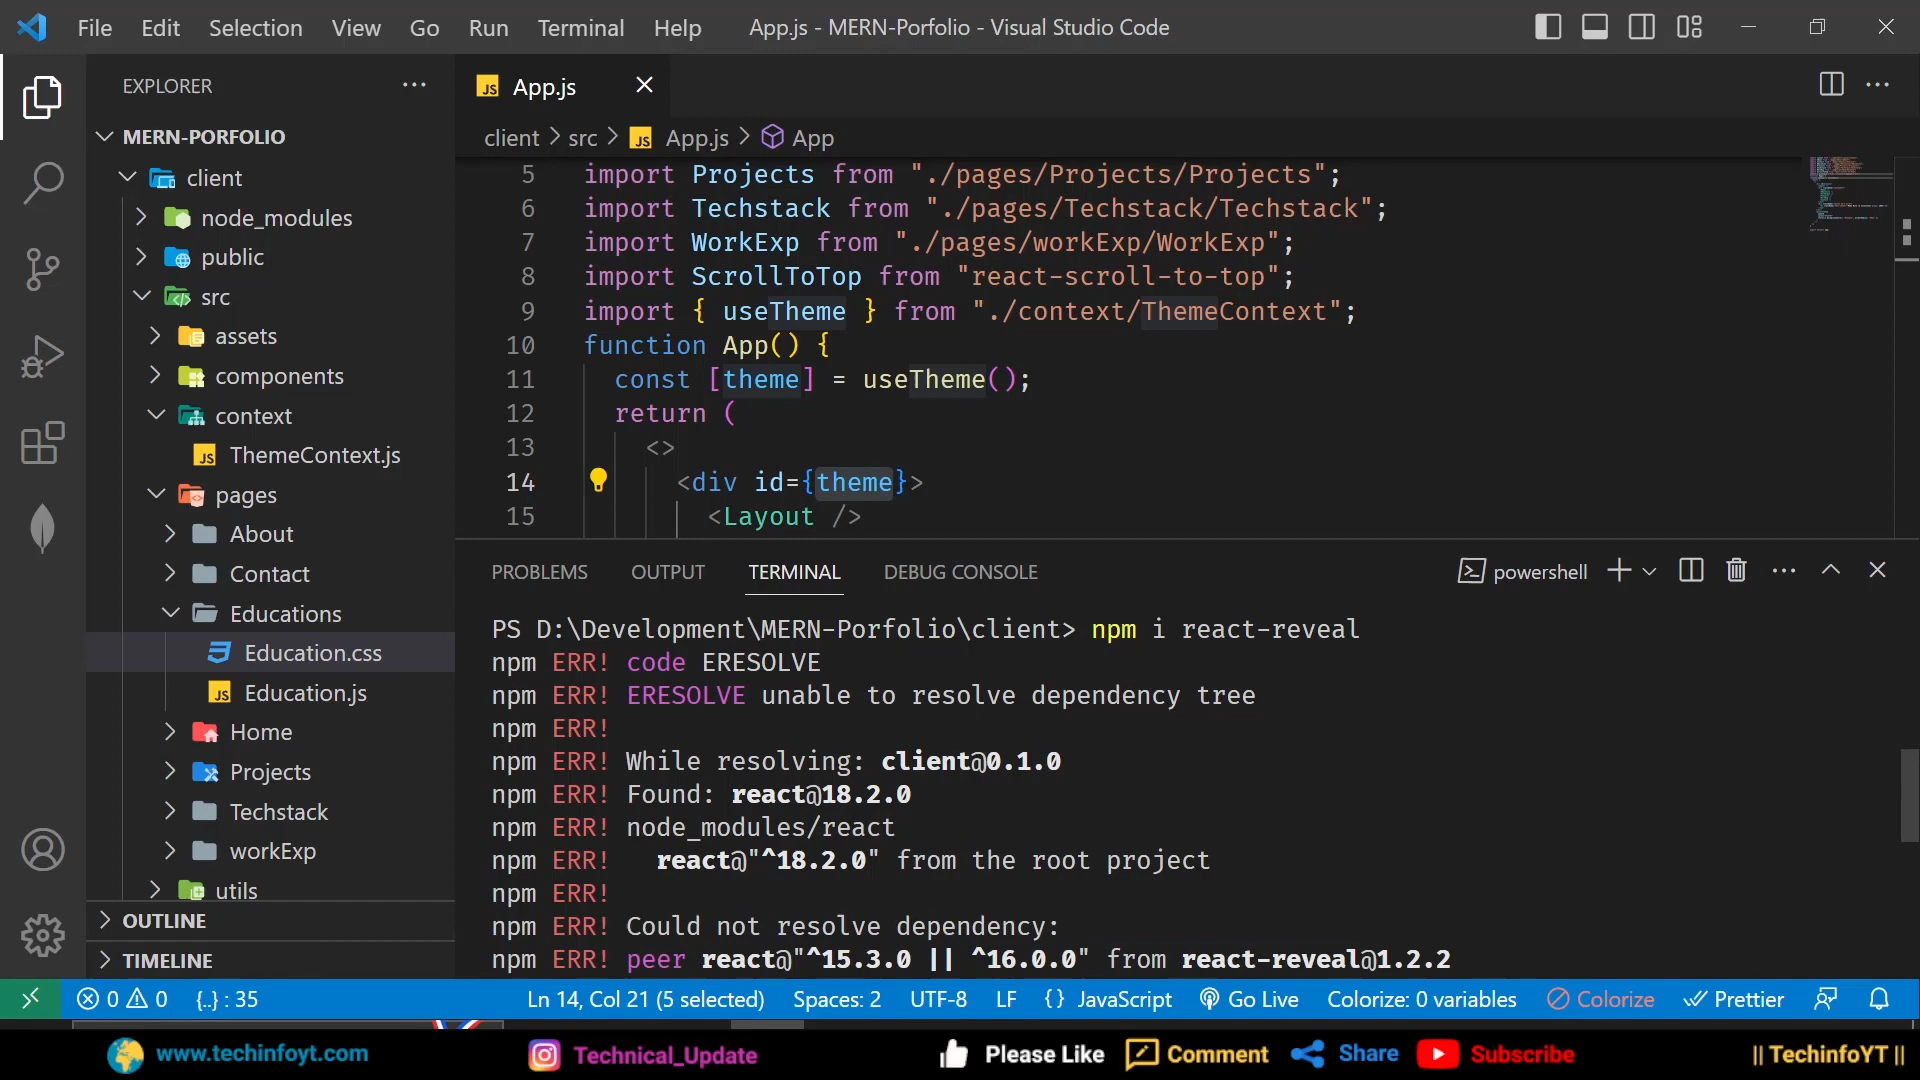 File Edit Selection View Go Run Terminal Help App.js - MERN-Porfolio - Visual Studio Code
EXPLORER
MERN-PORFOLIO
client
node_modules
public
src
assets
components
context
ThemeContext.js
pages
About
Contact
Educations
Education.css
Education.js
Home
Projects
Techstack
workExp
utils
OUTLINE
TIMELINE
JS App.js
client > src > JS App.js > App
5 import Projects from "./pages/Projects/Projects";
6 import Techstack from "./pages/Techstack/Techstack";
7 import WorkExp from "./pages/workExp/WorkExp";
8 import ScrollToTop from "react-scroll-to-top";
9 import { useTheme } from "./context/ThemeContext";
10 function App() {
11 const [theme] = useTheme();
12 return (
13 <>
14 <div id={theme}>
15 <Layout />
PROBLEMS OUTPUT TERMINAL DEBUG CONSOLE powershell
PS D:\Development\MERN-Porfolio\client> npm i react-reveal
npm ERR! code ERESOLVE
npm ERR! ERESOLVE unable to resolve dependency tree
npm ERR!
npm ERR! While resolving: client@0.1.0
npm ERR! Found: react@18.2.0
npm ERR! node_modules/react
npm ERR!   react@"^18.2.0" from the root project
npm ERR!
npm ERR! Could not resolve dependency:
npm ERR! peer react@"^15.3.0 || ^16.0.0" from react-reveal@1.2.2
0 0 {..} : 35 Ln 14, Col 21 (5 selected) Spaces: 2 UTF-8 LF {} JavaScript Go Live Colorize: 0 variables Colorize Prettier
www.techinfoyt.com Technical_Update Please Like Comment Share Subscribe || TechinfoYT ||